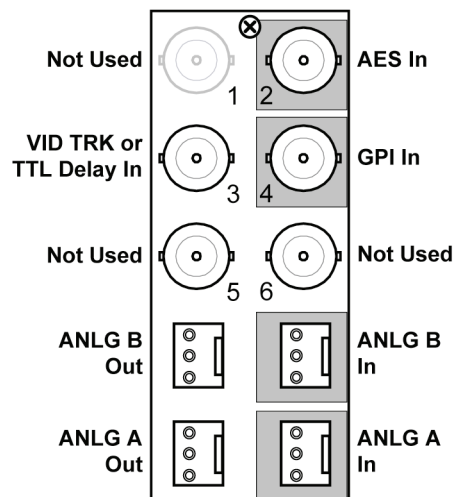 Not Used
1
2
AES In
VID TRK or
TTL Delay In
3
4
GPI In
Not Used
5
6
Not Used
ANLG B
Out
ANLG B
In
ANLG A
Out
ANLG A
In